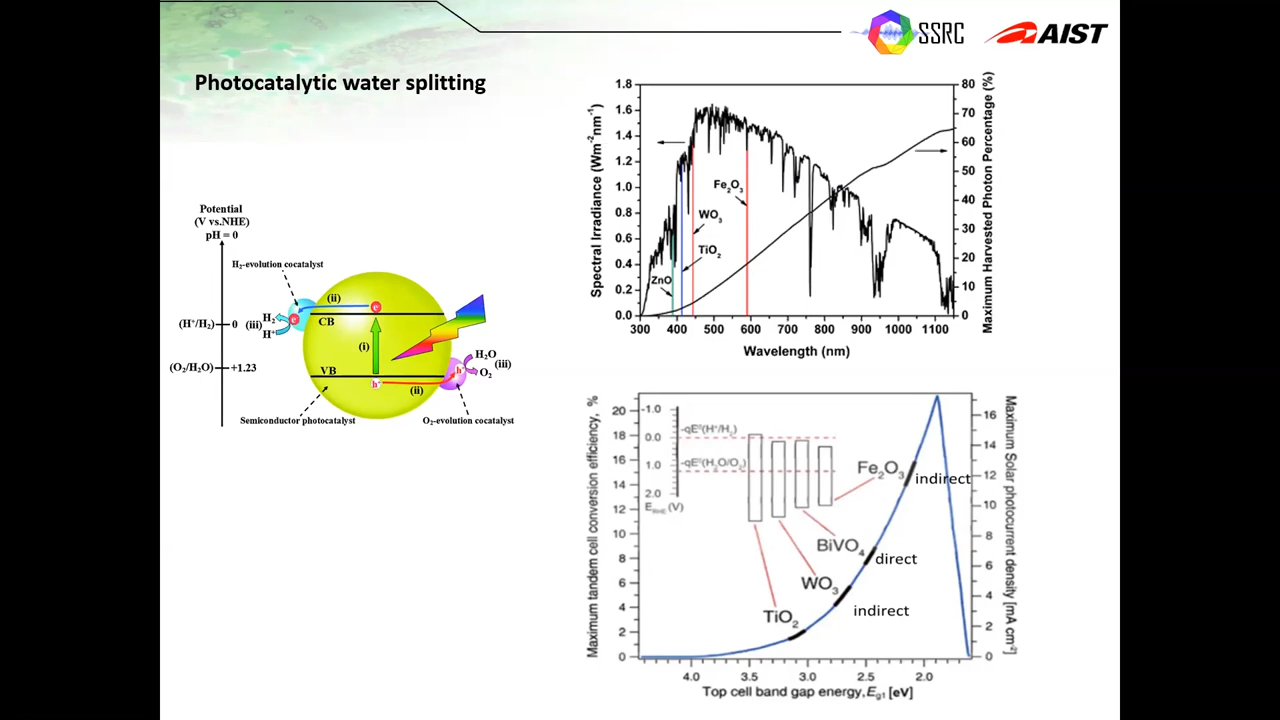 SSRC
AIST
Photocatalytic water splitting
Potential
(V vs.NHE)
pH = 0
H₂-evolution cocatalyst
(ii)
e⁻
CB
(H⁺/H₂)
0
(iii)
H₂
H⁺
e⁻
(i)
(O₂/H₂O)
+1.23
VB
h⁺
(ii)
h⁺
H₂O
O₂
(iii)
Semiconductor photocatalyst
O₂-evolution cocatalyst
Spectral Irradiance (Wm⁻²nm⁻¹)
1.8
1.6
1.4
1.2
1.0
0.8
0.6
0.4
0.2
0.0
Fe₂O₃
WO₃
TiO₂
ZnO
80
70
60
50
40
30
20
10
0
Maximum Harvested Photon Percentage (%)
300 400 500 600 700 800 900 1000 1100
Wavelength (nm)
Maximum tandem cell conversion efficiency, %
20
18
16
14
12
10
8
6
4
2
0
-1.0
0.0
1.0
2.0
E_RHE (V)
-qE⁰(H⁺/H₂)
-qE⁰(H₂O/O₂)
Fe₂O₃
indirect
BiVO₄
direct
WO₃
indirect
TiO₂
16
14
12
10
8
6
4
2
0
Maximum Solar photocurrent density [mA cm⁻²]
4.0 3.5 3.0 2.5 2.0
Top cell band gap energy, E_g1 [eV]